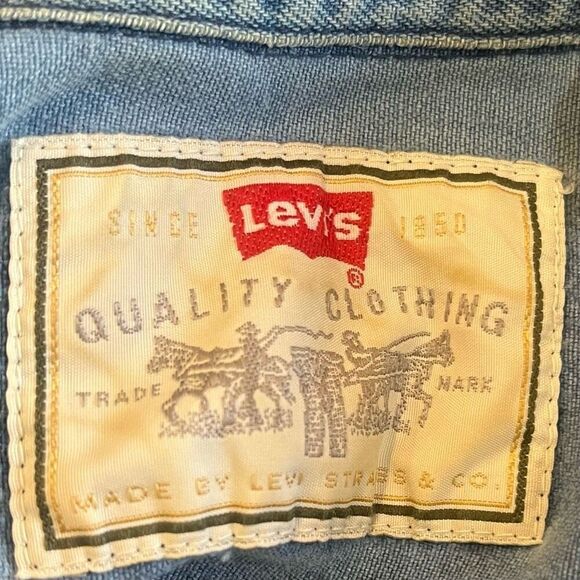 SINCE Levi's 1850
®
QUALITY CLOTHING
TRADE MARK
MADE BY LEVI STRAUSS & CO.